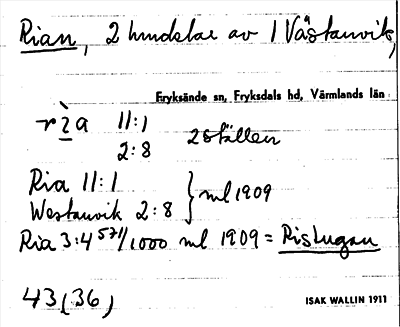 Rian, 2 hundelar av 1 Västanvik,
Fryksände sn, Fryksdals hd, Värmlands län
rìa 11:1
2:8 2 ställen
Ria 11:1
Westanvik 2:8 } ml 1909
Ria 3:4 571/1000 ml 1909 = Ristugan
43 (36)
ISAK WALLIN 1911